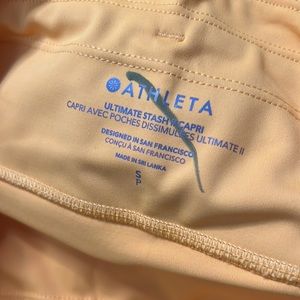 ATHLETA
ULTIMATE STASH II CAPRI
CAPRI AVEC POCHES DISSIMULÉES ULTIMATE II
DESIGNED IN SAN FRANCISCO
CONÇU À SAN FRANCISCO
MADE IN SRI LANKA
S
P